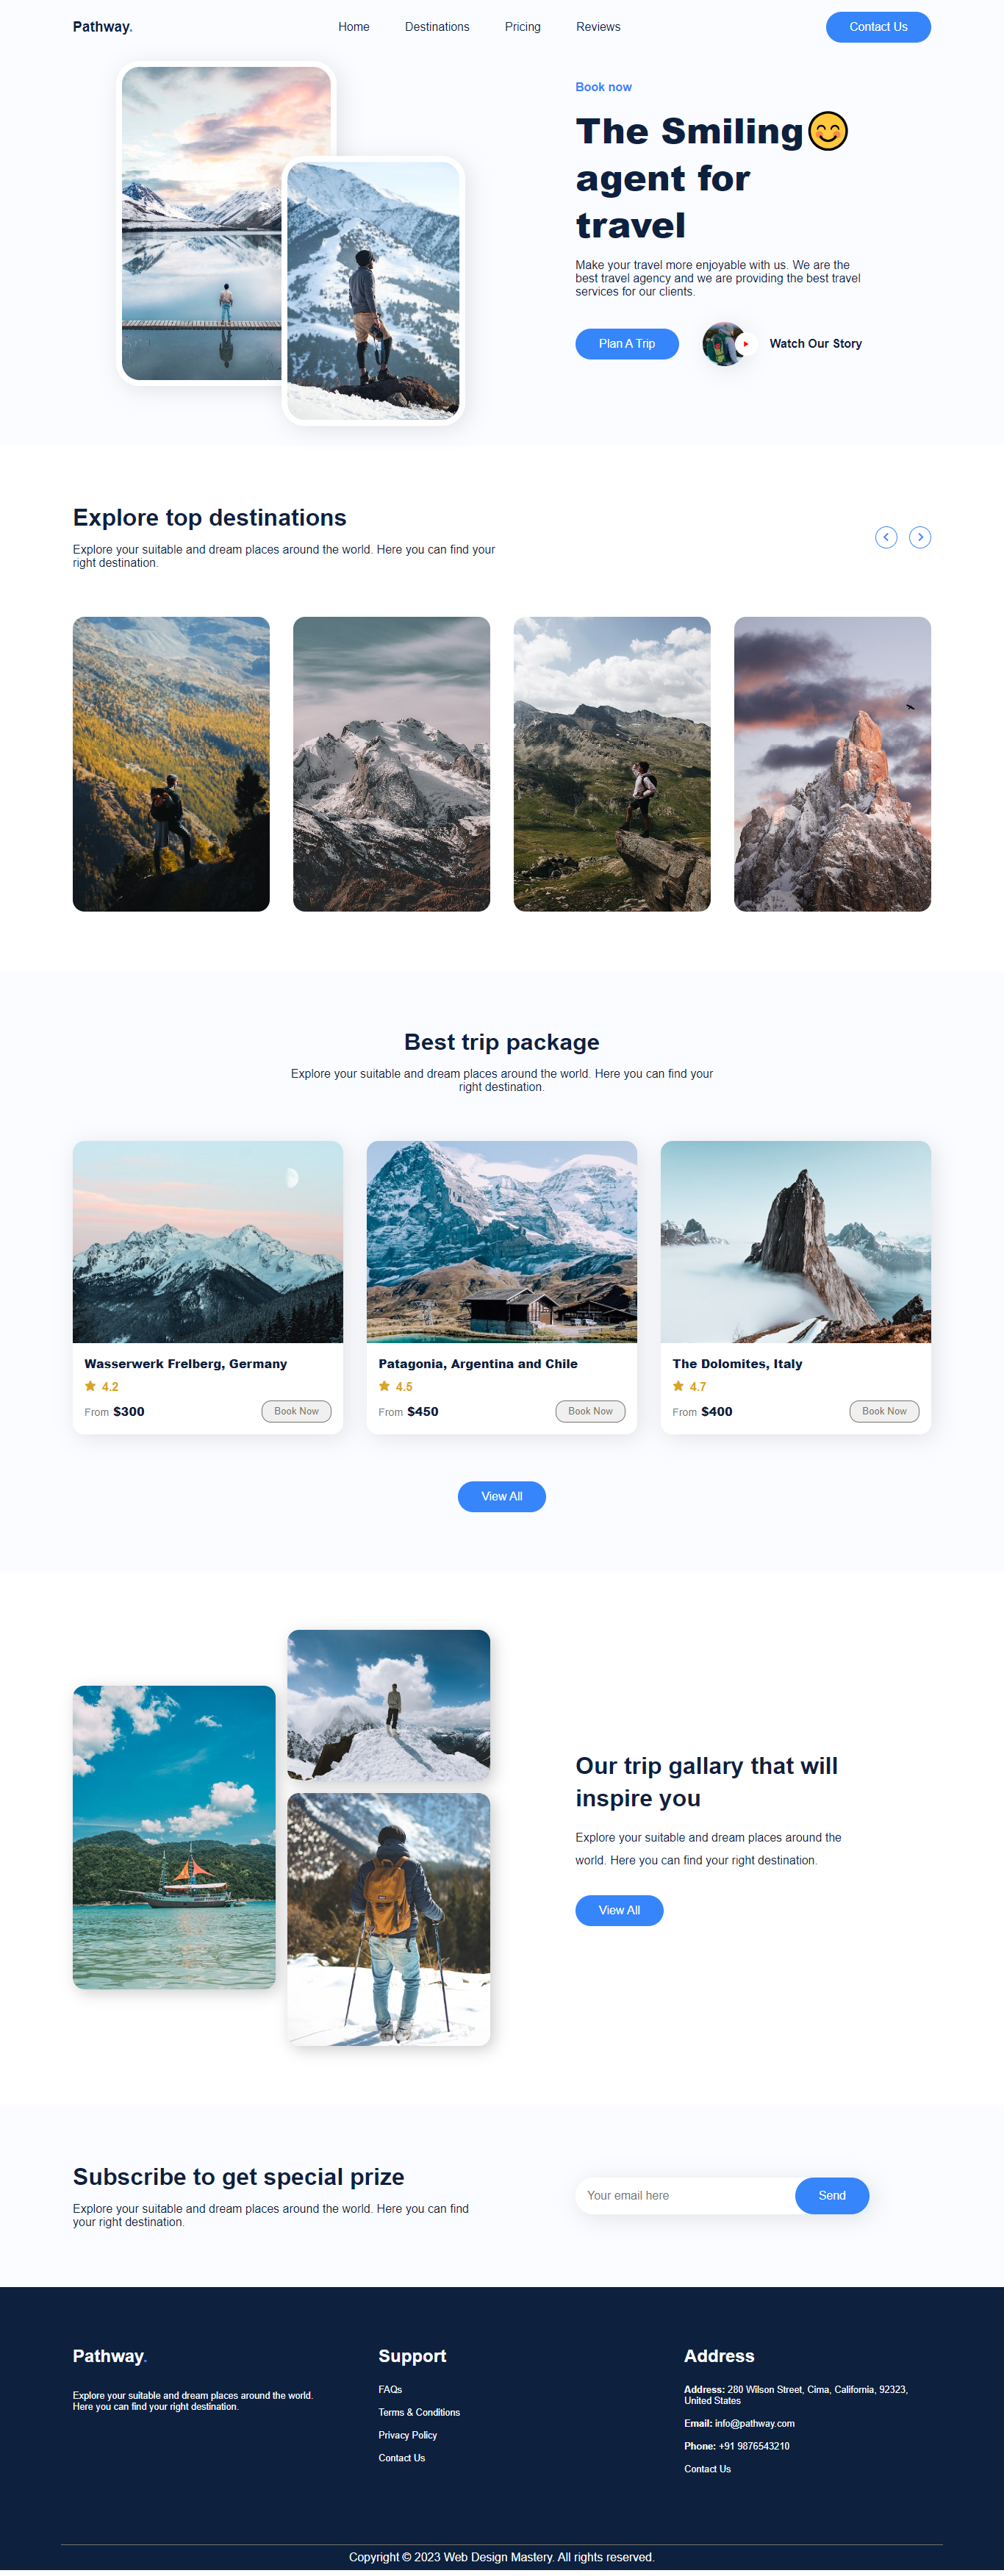 Pathway.
Home
Destinations
Pricing
Reviews
Contact Us
Book now
The Smiling
agent for
travel
Make your travel more enjoyable with us. We are the
best travel agency and we are providing the best travel
services for our clients.
Plan A Trip
Watch Our Story
Explore top destinations
Explore your suitable and dream places around the world. Here you can find your
right destination.
Best trip package
Explore your suitable and dream places around the world. Here you can find your
right destination.
Wasserwerk Frelberg, Germany
4.2
From $300
Book Now
Patagonia, Argentina and Chile
4.5
From $450
Book Now
The Dolomites, Italy
4.7
From $400
Book Now
View All
Our trip gallary that will
inspire you
Explore your suitable and dream places around the
world. Here you can find your right destination.
View All
Subscribe to get special prize
Explore your suitable and dream places around the world. Here you can find
your right destination.
Your email here
Send
Pathway.
Explore your suitable and dream places around the world.
Here you can find your right destination.
Support
FAQs
Terms & Conditions
Privacy Policy
Contact Us
Address
Address: 280 Wilson Street, Cima, California, 92323,
United States
Email: info@pathway.com
Phone: +91 9876543210
Contact Us
Copyright © 2023 Web Design Mastery. All rights reserved.